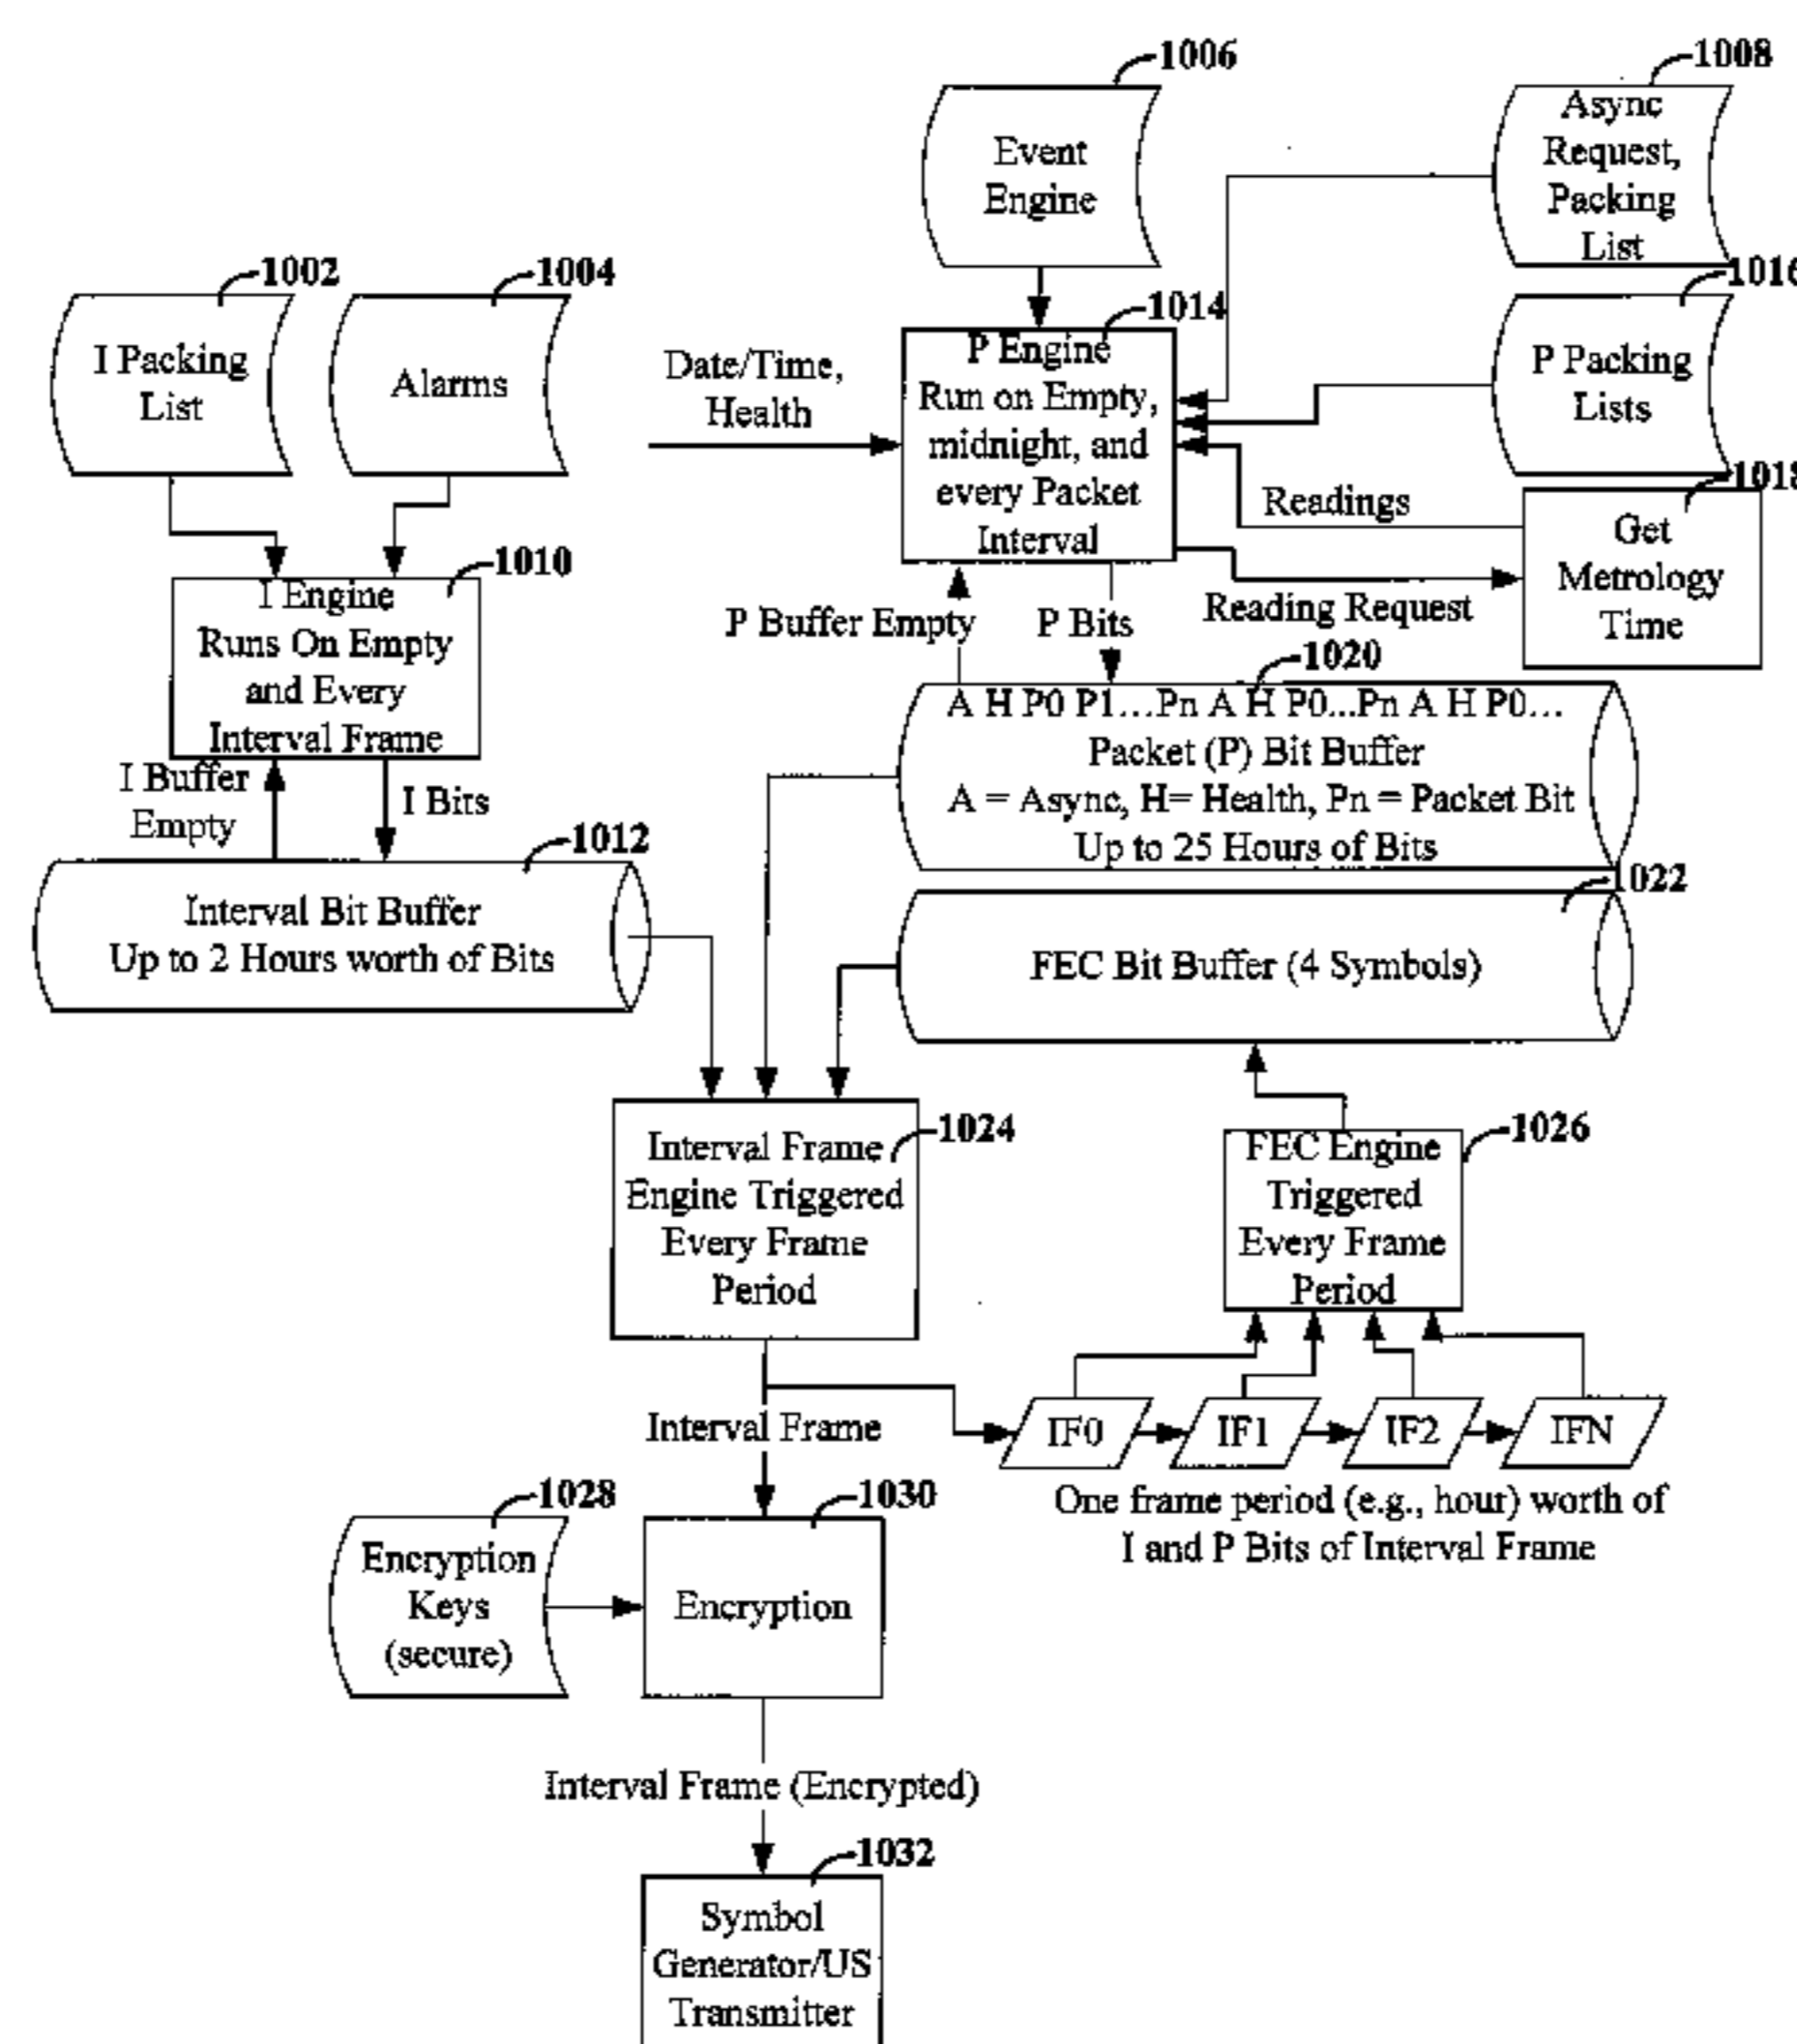 1006
1008
Event
Engine
Async
Request,
Packing
List
1002
1004
1014
1016
I Packing
List
Alarms
Date/Time,
Health
P Engine
Run on Empty,
midnight, and
every Packet
Interval
P Packing
Lists
1018
Readings
Get
Metrology
Time
1010
I Engine
Runs On Empty
and Every
Interval Frame
P Buffer Empty
P Bits
Reading Request
1020
I Buffer
Empty
I Bits
A H P0 P1...Pn A H P0...Pn A H P0...
Packet (P) Bit Buffer
A = Async, H= Health, Pn = Packet Bit
Up to 25 Hours of Bits
1012
1022
Interval Bit Buffer
Up to 2 Hours worth of Bits
FEC Bit Buffer (4 Symbols)
1024
1026
Interval Frame
Engine Triggered
Every Frame
Period
FEC Engine
Triggered
Every Frame
Period
Interval Frame
IF0
IF1
IF2
IFN
One frame period (e.g., hour) worth of
I and P Bits of Interval Frame
1028
1030
Encryption
Keys
(secure)
Encryption
Interval Frame (Encrypted)
1032
Symbol
Generator/US
Transmitter